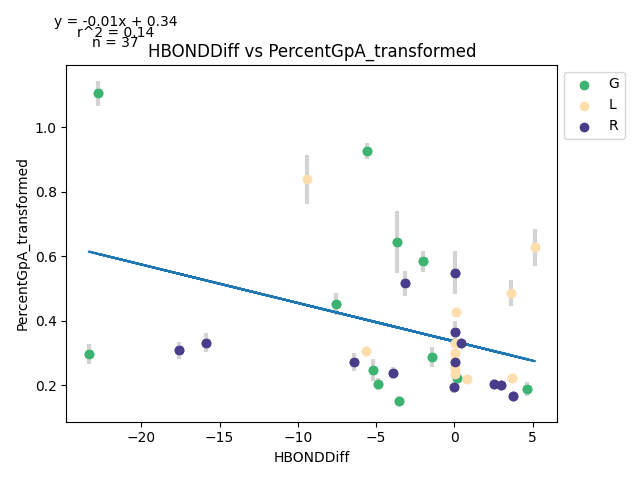 y = -0.01x + 0.34
r^2 = 0.14
n = 37
HBONDDiff vs PercentGpA_transformed
G
L
R
PercentGpA_transformed
1.0
0.8
0.6
0.4
0.2
−20
−15
−10
−5
0
5
HBONDDiff